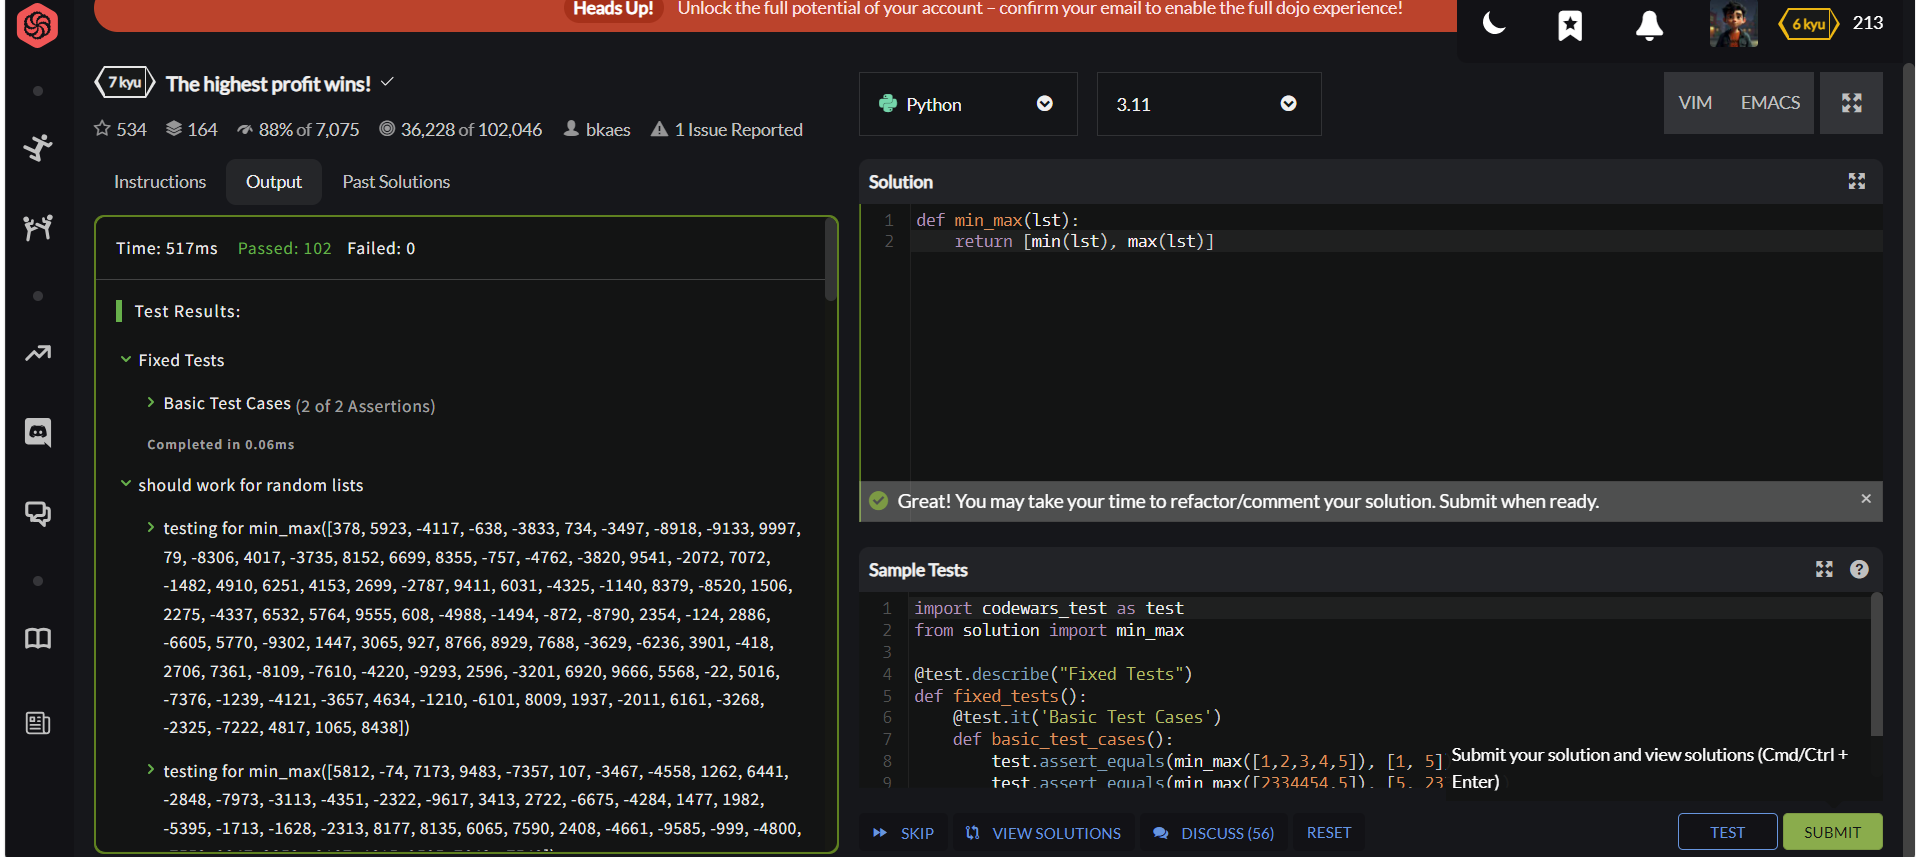 Heads Up! Unlock the full potential of your account – confirm your email to enable the full dojo experience!
6 kyu 213
7 kyu The highest profit wins!
534 164 88% of 7,075 36,228 of 102,046 bkaes 1 Issue Reported
Instructions Output Past Solutions
Time: 517ms Passed: 102 Failed: 0
Test Results:
Fixed Tests
Basic Test Cases (2 of 2 Assertions)
Completed in 0.06ms
should work for random lists
testing for min_max([378, 5923, -4117, -638, -3833, 734, -3497, -8918, -9133, 9997,
79, -8306, 4017, -3735, 8152, 6699, 8355, -757, -4762, -3820, 9541, -2072, 7072,
-1482, 4910, 6251, 4153, 2699, -2787, 9411, 6031, -4325, -1140, 8379, -8520, 1506,
2275, -4337, 6532, 5764, 9555, 608, -4988, -1494, -872, -8790, 2354, -124, 2886,
-6605, 5770, -9302, 1447, 3065, 927, 8766, 8929, 7688, -3629, -6236, 3901, -418,
2706, 7361, -8109, -7610, -4220, -9293, 2596, -3201, 6920, 9666, 5568, -22, 5016,
-7376, -1239, -4121, -3657, 4634, -1210, -6101, 8009, 1937, -2011, 6161, -3268,
-2325, -7222, 4817, 1065, 8438])
testing for min_max([5812, -74, 7173, 9483, -7357, 107, -3467, -4558, 1262, 6441,
-2848, -7973, -3113, -4351, -2322, -9617, 3413, 2722, -6675, -4284, 1477, 1982,
-5395, -1713, -1628, -2313, 8177, 8135, 6065, 7590, 2408, -4661, -9585, -999, -4800,
Python 3.11 VIM EMACS
Solution
1 def min_max(lst):
2 return [min(lst), max(lst)]
Great! You may take your time to refactor/comment your solution. Submit when ready.
Sample Tests
1 import codewars_test as test
2 from solution import min_max
3
4 @test.describe("Fixed Tests")
5 def fixed_tests():
6 @test.it('Basic Test Cases')
7 def basic_test_cases():
8 test.assert_equals(min_max([1,2,3,4,5]), [1, 5]
9 test.assert_equals(min_max([2334454,5]), [5, 23
Submit your solution and view solutions (Cmd/Ctrl +
Enter)
SKIP VIEW SOLUTIONS DISCUSS (56) RESET TEST SUBMIT